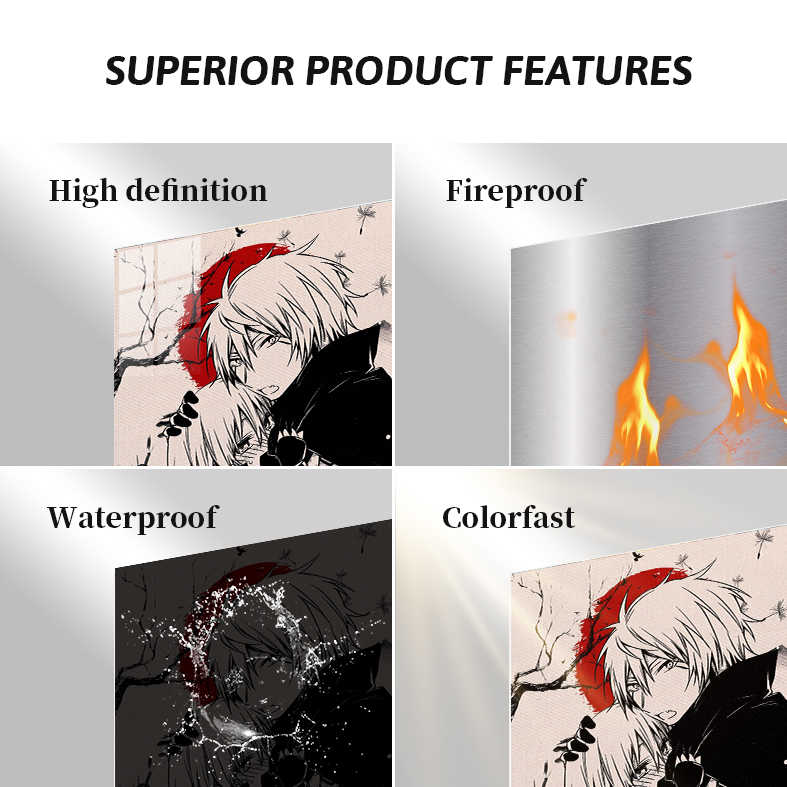 SUPERIOR PRODUCT FEATURES
High definition
Fireproof
Waterproof
Colorfast